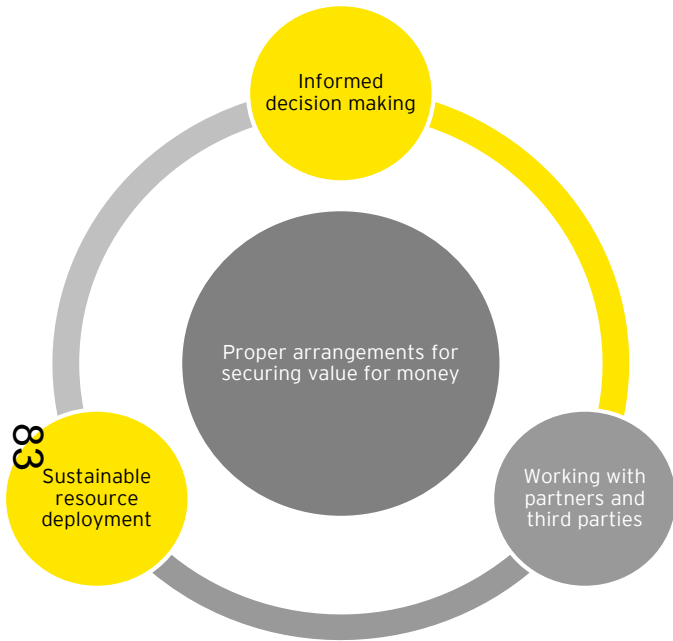 Informed
decision making
Proper arrangements for
securing value for money
83
Sustainable
resource
deployment
Working with
partners and
third parties